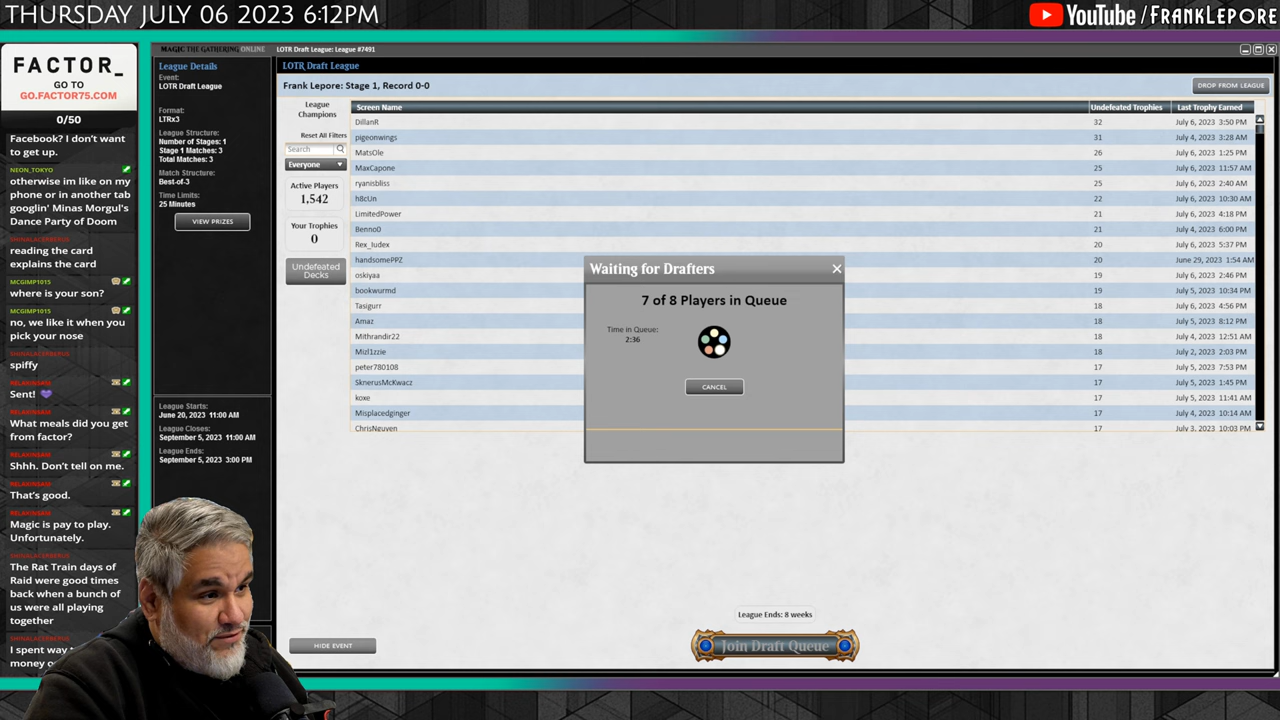 THURSDAY JULY 06 2023 6:12PM
YouTube /FrankLepore
FACTOR_
GO TO
GO.FACTOR75.COM
0/50
Facebook? I don't want
to get up.
NEON_TOKYO
otherwise im like on my
phone or in another tab
googlin' Minas Morgul's
Dance Party of Doom
reading the card
explains the card
MCGIMP1015
where is your son?
MCGIMP1015
no, we like it when you
pick your nose
spiffy
RELAKINSAM
Sent! 💜
RELAKINSAM
What meals did you get
from factor?
RELAKINSAM
Shhh. Don't tell on me.
RELAKINSAM
That's good.
RELAKINSAM
Magic is pay to play.
Unfortunately.
The Rat Train days of
Raid were good times
back when a bunch of
us were all playing
together
I spent way
money o
MAGIC THE GATHERING ONLINE
LOTR Draft League: League #7491
League Details
Event:
LOTR Draft League
Format:
LTRx3
League Structure:
Number of Stages: 1
Stage 1 Matches: 3
Total Matches: 3
Match Structure:
Best-of-3
Time Limits:
25 Minutes
VIEW PRIZES
League Starts:
June 20, 2023 11:00 AM
League Closes:
September 5, 2023 11:00 AM
League Ends:
September 5, 2023 3:00 PM
LOTR Draft League
Frank Lepore: Stage 1, Record 0-0
DROP FROM LEAGUE
League
Champions
Reset All Filters
Search
Everyone
Active Players
1,542
Your Trophies
0
Undefeated
Decks
Screen Name Undefeated Trophies Last Trophy Earned
DillanR 32 July 6, 2023 3:50 PM
pigeonwings 31 July 4, 2023 3:28 AM
MatsOle 26 July 6, 2023 1:25 PM
MaxCapone 25 July 6, 2023 11:57 AM
ryanisbliss 25 July 6, 2023 2:40 AM
h8cUn 22 July 6, 2023 10:30 AM
LimitedPower 21 July 6, 2023 4:18 PM
Benno0 21 July 4, 2023 6:00 PM
Rex_Iudex 20 July 6, 2023 5:37 PM
handsomePPZ 20 June 29, 2023 1:54 AM
oskiyaa 19 July 6, 2023 2:46 PM
bookwurmd 19 July 5, 2023 10:34 PM
Tasigurr 18 July 6, 2023 4:56 PM
Amaz 18 July 5, 2023 8:12 PM
Mithrandir22 18 July 4, 2023 12:51 AM
Mizl1zzie 18 July 2, 2023 2:03 PM
peter780108 17 July 5, 2023 7:53 PM
SknerusMcKwacz 17 July 5, 2023 1:45 PM
koxe 17 July 5, 2023 11:41 AM
Misplacedginger 17 July 4, 2023 10:14 AM
ChrisNguyen 17 July 3, 2023 10:03 PM
Waiting for Drafters
7 of 8 Players in Queue
Time in Queue:
2:36
CANCEL
League Ends: 8 weeks
HIDE EVENT
Join Draft Queue